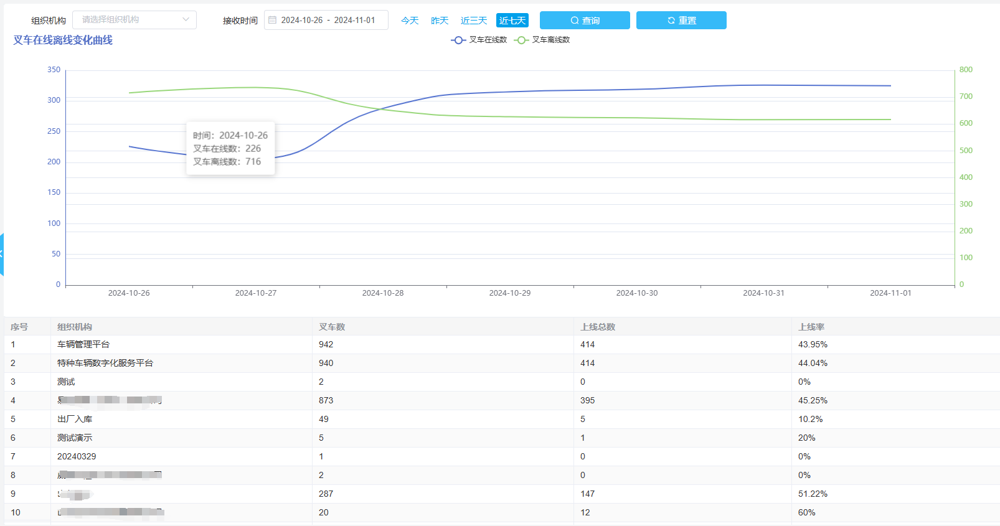 组织机构 请选择组织机构 接收时间 2024-10-26 - 2024-11-01 今天 昨天 近三天 近七天 查询 重置
叉车在线离线变化曲线 叉车在线数 叉车离线数
350 800
300 700
250 600
200 500
150 400
100 300
50 200
0 100
0
时间：2024-10-26
叉车在线数：226
叉车离线数：716
2024-10-26 2024-10-27 2024-10-28 2024-10-29 2024-10-30 2024-10-31 2024-11-01
序号 组织机构 叉车数 上线总数 上线率
1 车辆管理平台 942 414 43.95%
2 特种车辆数字化服务平台 940 414 44.04%
3 测试 2 0 0%
4 873 395 45.25%
5 出厂入库 49 5 10.2%
6 测试演示 5 1 20%
7 20240329 1 0 0%
8 2 0 0%
9 287 147 51.22%
10 20 12 60%